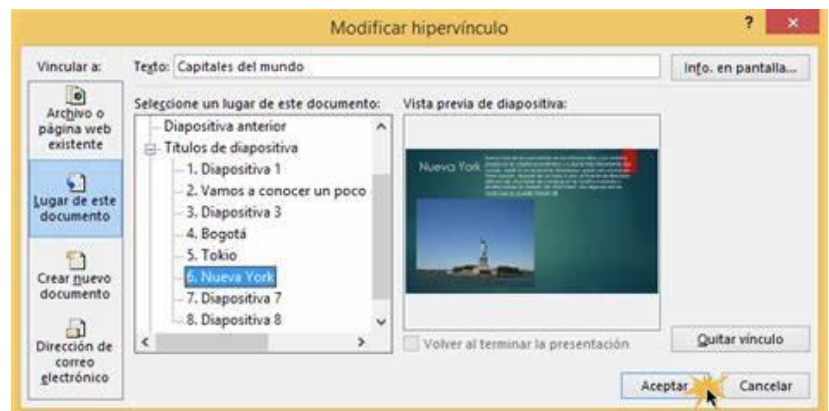 Modificar hipervínculo
?
Vincular a:
Texto: Capitales del mundo
Info. en pantalla...
Archivo o
página web
existente
Lugar de este
documento
Crear nuevo
documento
Dirección de
correo
electrónico
Seleccione un lugar de este documento:
Diapositiva anterior
Títulos de diapositiva
1. Diapositiva 1
2. Vamos a conocer un poco
3. Diapositiva 3
4. Bogotá
5. Tokio
6. Nueva York
7. Diapositiva 7
8. Diapositiva 8
Vista previa de diapositiva:
Nueva York
Volver al terminar la presentación
Quitar vínculo
Aceptar
Cancelar